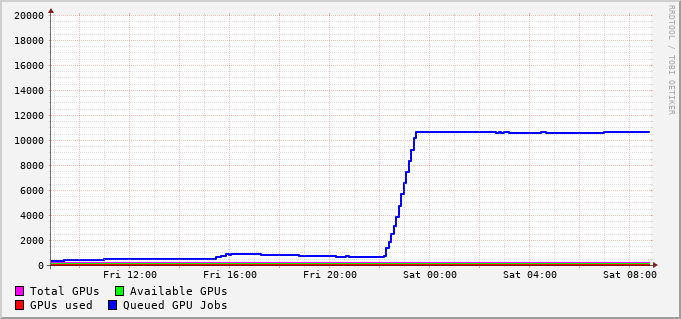 20000
18000
16000
14000
12000
10000
8000
6000
4000
2000
0
Fri 12:00 Fri 16:00 Fri 20:00 Sat 00:00 Sat 04:00 Sat 08:00
Total GPUs Available GPUs
GPUs used Queued GPU Jobs
RRDTOOL / TOBI OETIKER